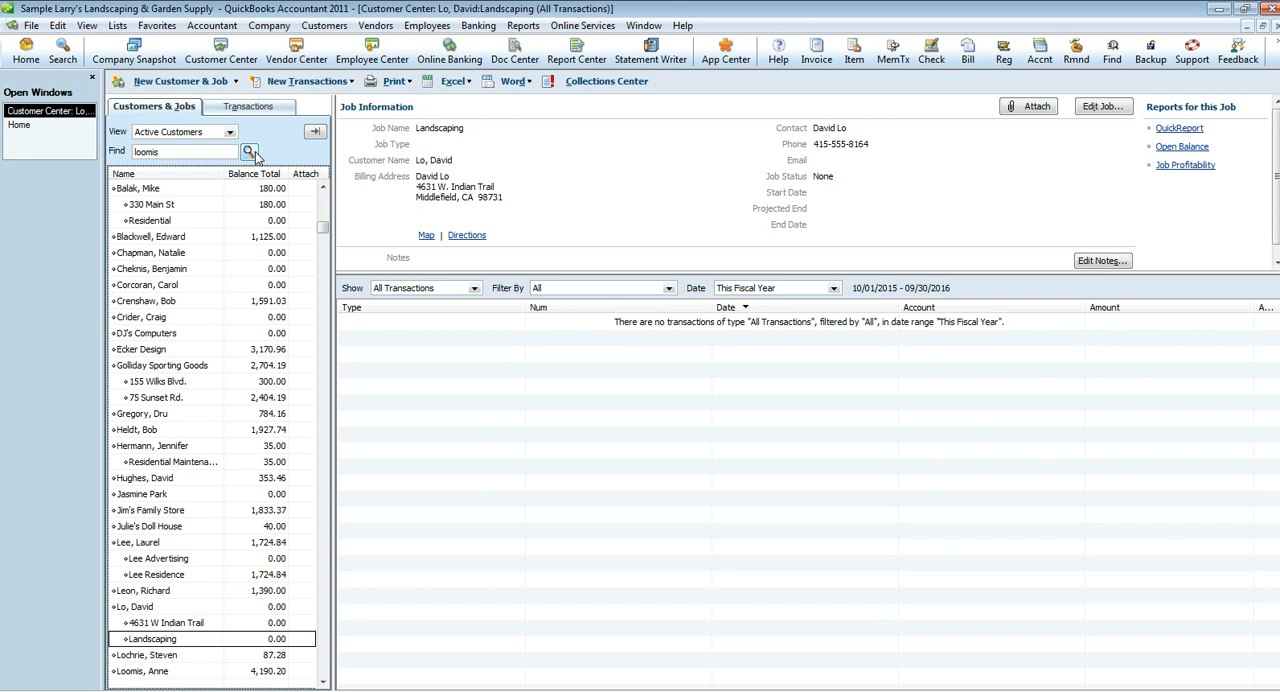 Sample Larry's Landscaping & Garden Supply - QuickBooks Accountant 2011 - [Customer Center: Lo, David:Landscaping (All Transactions)]
File Edit View Lists Favorites Accountant Company Customers Vendors Employees Banking Reports Online Services Window Help
Home Search Company Snapshot Customer Center Vendor Center Employee Center Online Banking Doc Center Report Center Statement Writer App Center Help Invoice Item MemTx Check Bill Reg Accnt Rmnd Find Backup Support Feedback
Open Windows
Customer Center: Lo,...
Home
New Customer & Job New Transactions Print Excel Word Collections Center
Customers & Jobs Transactions
View Active Customers
Find loomis
Name Balance Total Attach
Balak, Mike 180.00
330 Main St 180.00
Residential 0.00
Blackwell, Edward 1,125.00
Chapman, Natalie 0.00
Cheknis, Benjamin 0.00
Corcoran, Carol 0.00
Crenshaw, Bob 1,591.03
Crider, Craig 0.00
DJ's Computers 0.00
Ecker Design 3,170.96
Golliday Sporting Goods 2,704.19
155 Wilks Blvd. 300.00
75 Sunset Rd. 2,404.19
Gregory, Dru 784.16
Heldt, Bob 1,927.74
Hermann, Jennifer 35.00
Residential Maintena... 35.00
Hughes, David 353.46
Jasmine Park 0.00
Jim's Family Store 1,833.37
Julie's Doll House 40.00
Lee, Laurel 1,724.84
Lee Advertising 0.00
Lee Residence 1,724.84
Leon, Richard 1,390.00
Lo, David 0.00
4631 W Indian Trail 0.00
Landscaping 0.00
Lochrie, Steven 87.28
Loomis, Anne 4,190.20
Job Information Attach Edit Job...
Job Name Landscaping
Job Type
Customer Name Lo, David
Billing Address David Lo
4631 W. Indian Trail
Middlefield, CA 98731
Map | Directions
Contact David Lo
Phone 415-555-8164
Email
Job Status None
Start Date
Projected End
End Date
Notes Edit Notes...
Reports for this Job
QuickReport
Open Balance
Job Profitability
Show All Transactions Filter By All Date This Fiscal Year 10/01/2015 - 09/30/2016
Type Num Date Account Amount A...
There are no transactions of type "All Transactions", filtered by "All", in date range "This Fiscal Year".